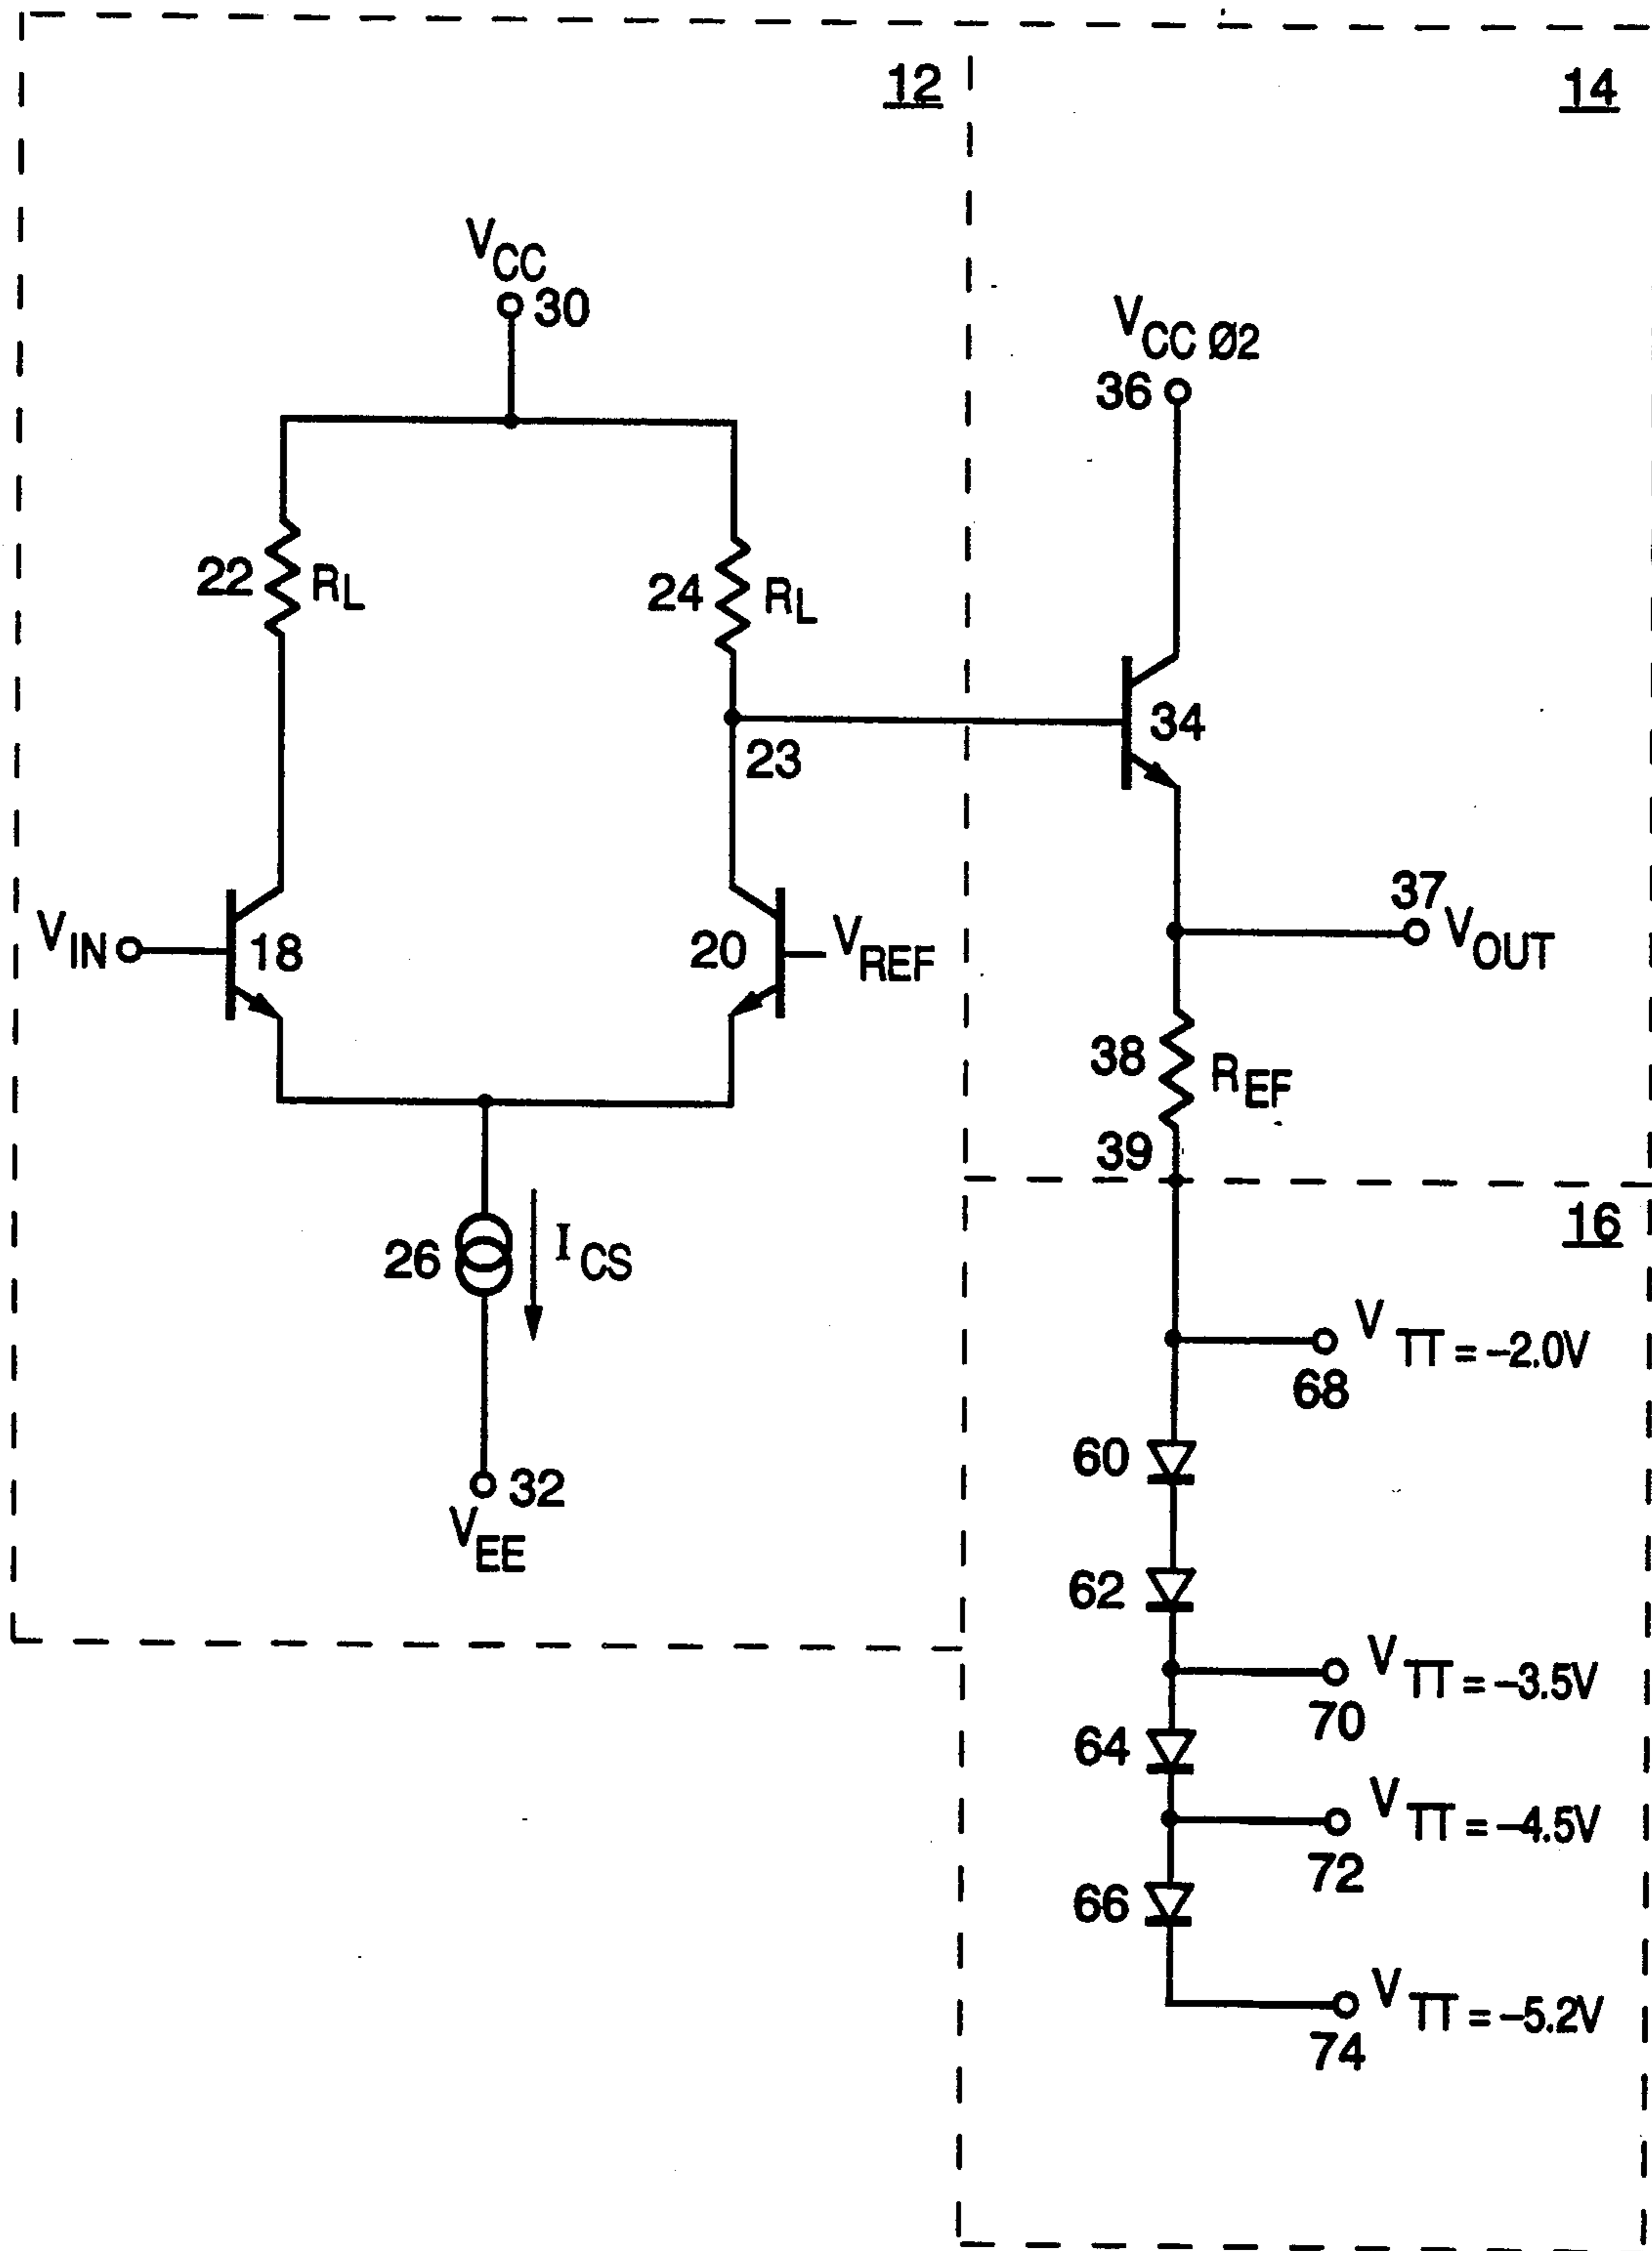 12
14
VCC
30
VCC Ø2
36
22 RL
24 RL
34
23
37
VIN
18
20
VREF
VOUT
38 REF
39
16
26 ICS
VTT = –2.0V
68
60
32
VEE
62
VTT = –3.5V
70
64
VTT = –4.5V
72
66
VTT = –5.2V
74